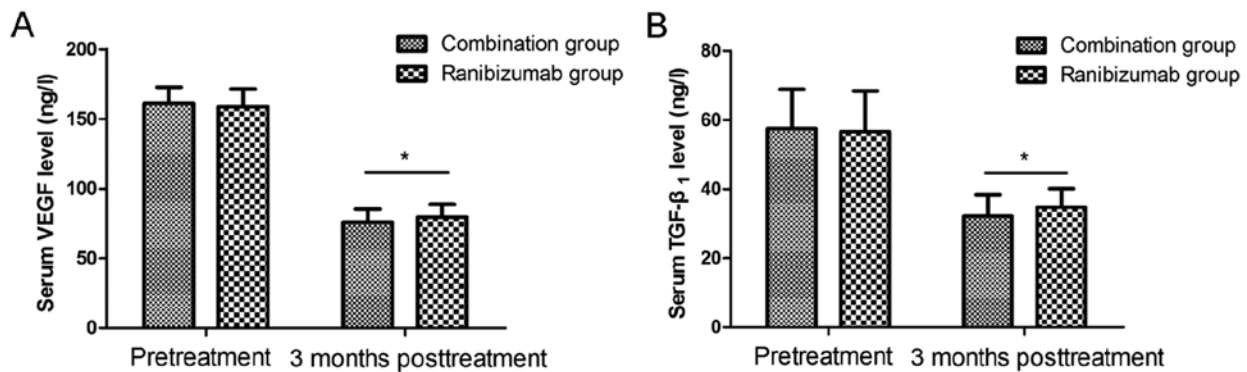 A
Serum VEGF level (ng/l)
200
150
100
50
0
Combination group
Ranibizumab group
*
Pretreatment
3 months posttreatment
B
Serum TGF-β 1 level (ng/l)
80
60
40
20
0
Combination group
Ranibizumab group
*
Pretreatment
3 months posttreatment